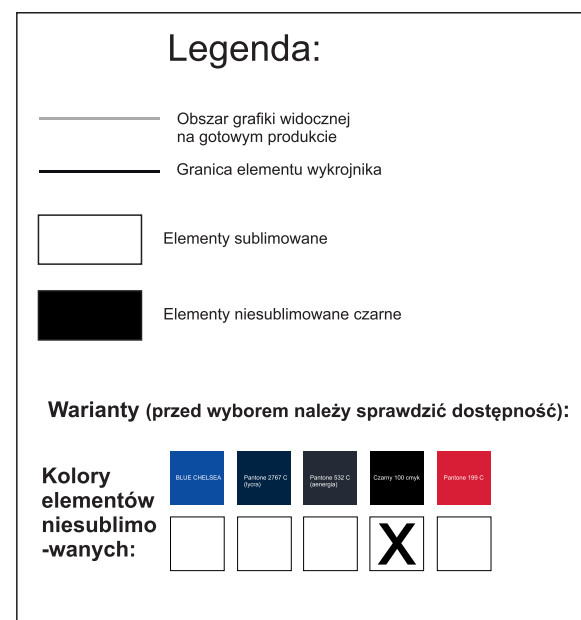 Legenda:
Obszar grafiki widocznej
na gotowym produkcie
Granica elementu wykrojnika
Elementy sublimowane
Elementy niesublimowane czarne
Warianty (przed wyborem należy sprawdzić dostępność):
Kolory
elementów
niesublimo
-wanych:
BLUE CHELSEA
Pantone 2767 C
(lycra)
Pantone 532 C
(aenergia)
Czarny 100 cmyk
Pantone 199 C
X